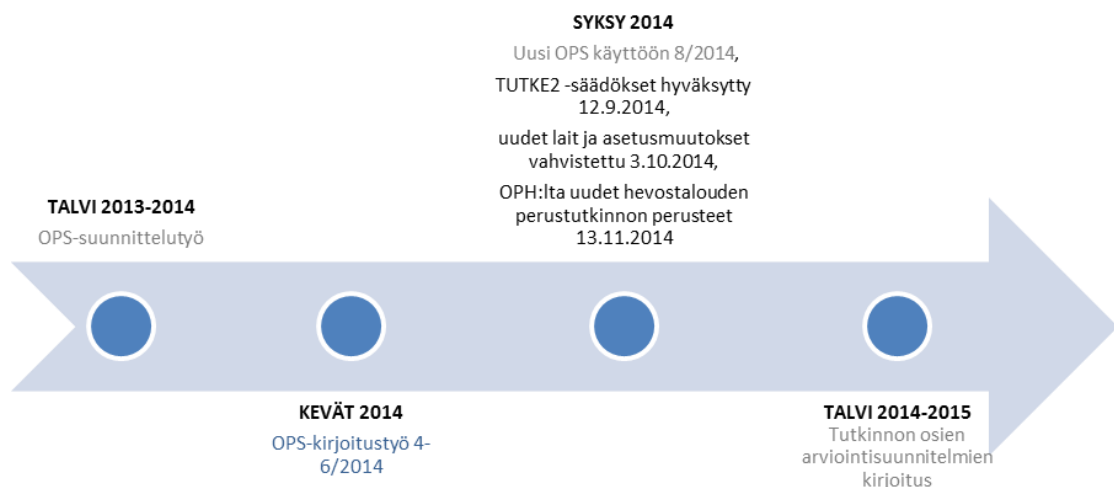 TALVI 2013-2014
OPS-suunnittelutyö
KEVÄT 2014
OPS-kirjoitustyö 4-
6/2014
SYKSY 2014
Uusi OPS käyttöön 8/2014,
TUTKE2 -säädökset hyväksytty
12.9.2014,
uudet lait ja asetusmuutokset
vahvistettu 3.10.2014,
OPH:lta uudet hevostalouden
perustutkinnon perusteet
13.11.2014
TALVI 2014-2015
Tutkinnon osien
arviointisuunnitelmien
kirjoitus